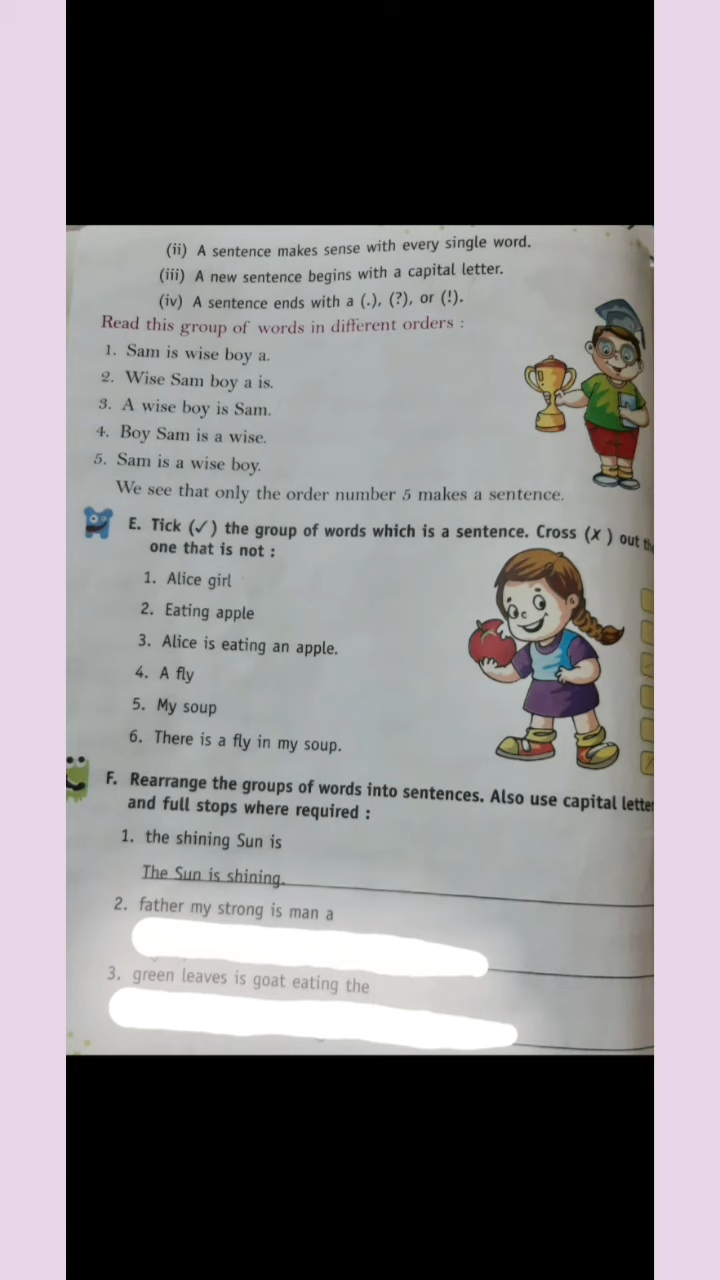 (ii) A sentence makes sense with every single word.
(iii) A new sentence begins with a capital letter.
(iv) A sentence ends with a (.), (?), or (!).
Read this group of words in different orders :
1. Sam is wise boy a.
2. Wise Sam boy a is.
3. A wise boy is Sam.
4. Boy Sam is a wise.
5. Sam is a wise boy.
We see that only the order number 5 makes a sentence.
E. Tick (✓) the group of words which is a sentence. Cross (✗) out
one that is not :
1. Alice girl
2. Eating apple
3. Alice is eating an apple.
4. A fly
5. My soup
6. There is a fly in my soup.
F. Rearrange the groups of words into sentences. Also use capital
and full stops where required :
1. the shining Sun is
The Sun is shining.
2. father my strong is man a
3. green leaves is goat eating the